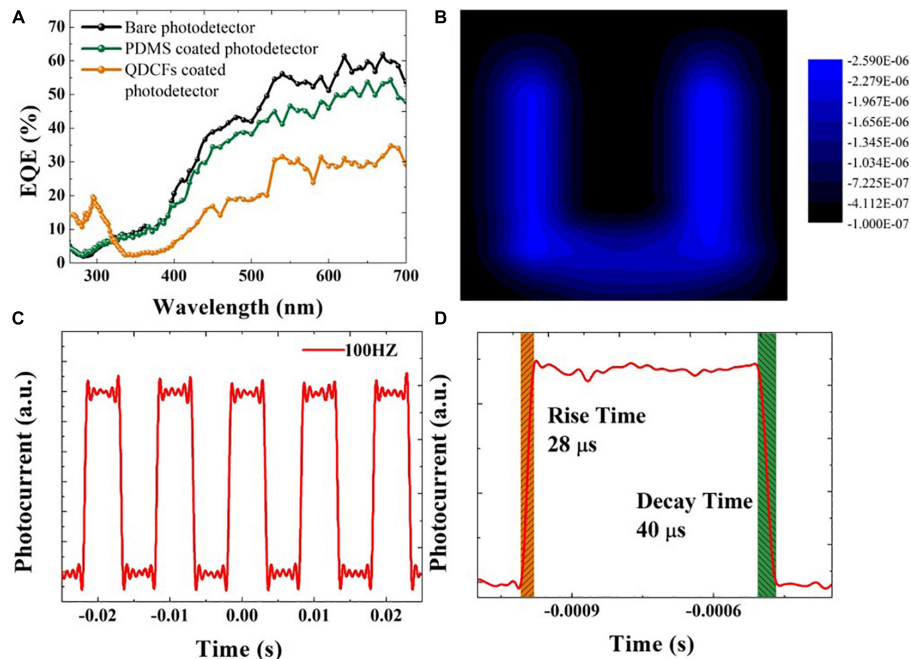 A
Bare photodetector
PDMS coated photodetector
QDCFs coated
photodetector
EQE (%)
70
60
50
40
30
20
10
0
300 400 500 600 700
Wavelength (nm)
B
-2.590E-06
-2.279E-06
-1.967E-06
-1.656E-06
-1.345E-06
-1.034E-06
-7.225E-07
-4.112E-07
-1.000E-07
C
100HZ
Photocurrent (a.u.)
-0.02 -0.01 0.00 0.01 0.02
Time (s)
D
Photocurrent (a.u.)
Rise Time
28 μs
Decay Time
40 μs
-0.0009 -0.0006
Time (s)